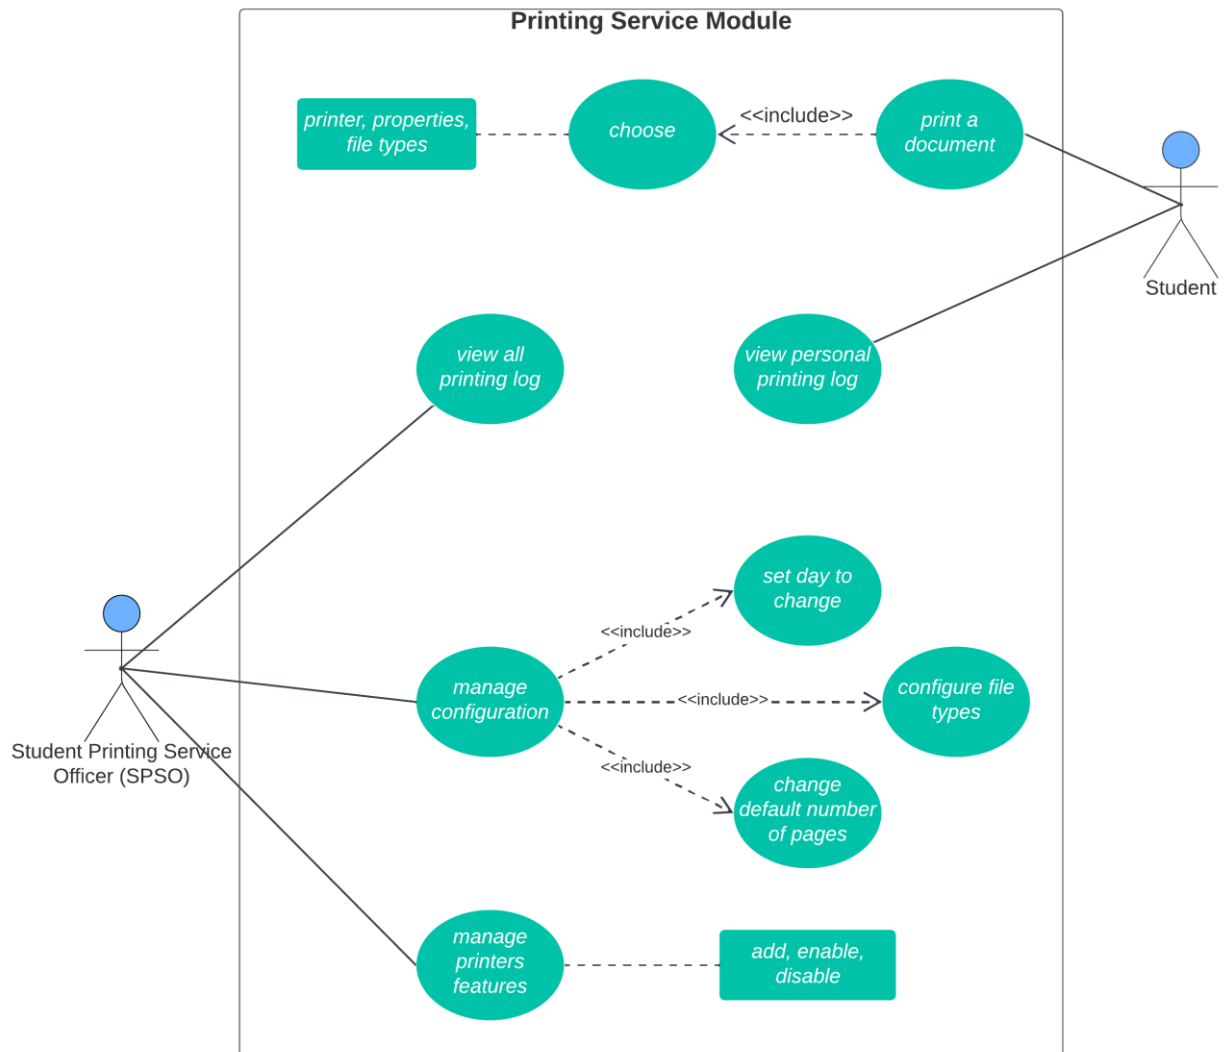 Printing Service Module
printer, properties,
file types
choose
<<include>>
print a
document
Student
view all
printing log
view personal
printing log
set day to
change
<<include>>
manage
configuration
<<include>>
configure file
types
<<include>>
change
default number
of pages
Student Printing Service
Officer (SPSO)
manage
printers
features
add, enable,
disable